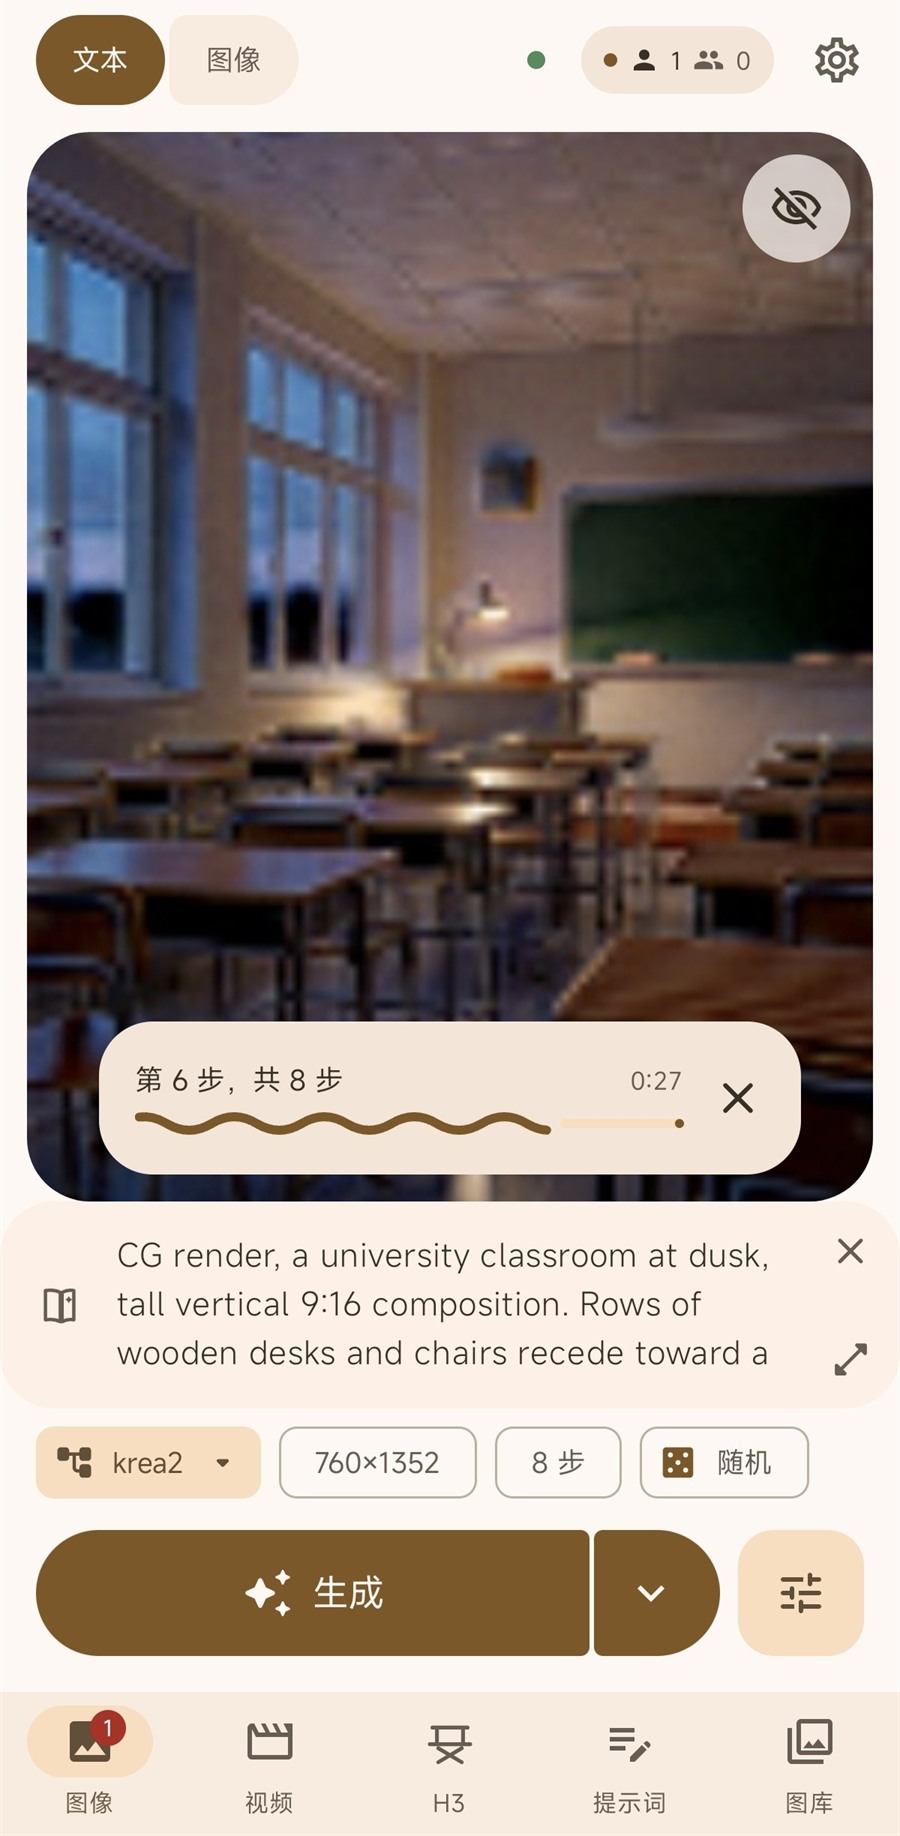 文本
图像
1
0
第 6 步，共 8 步
0:27
CG render, a university classroom at dusk,
tall vertical 9:16 composition. Rows of
wooden desks and chairs recede toward a
krea2
760×1352
8 步
随机
生成
1
图像
视频
H3
提示词
图库